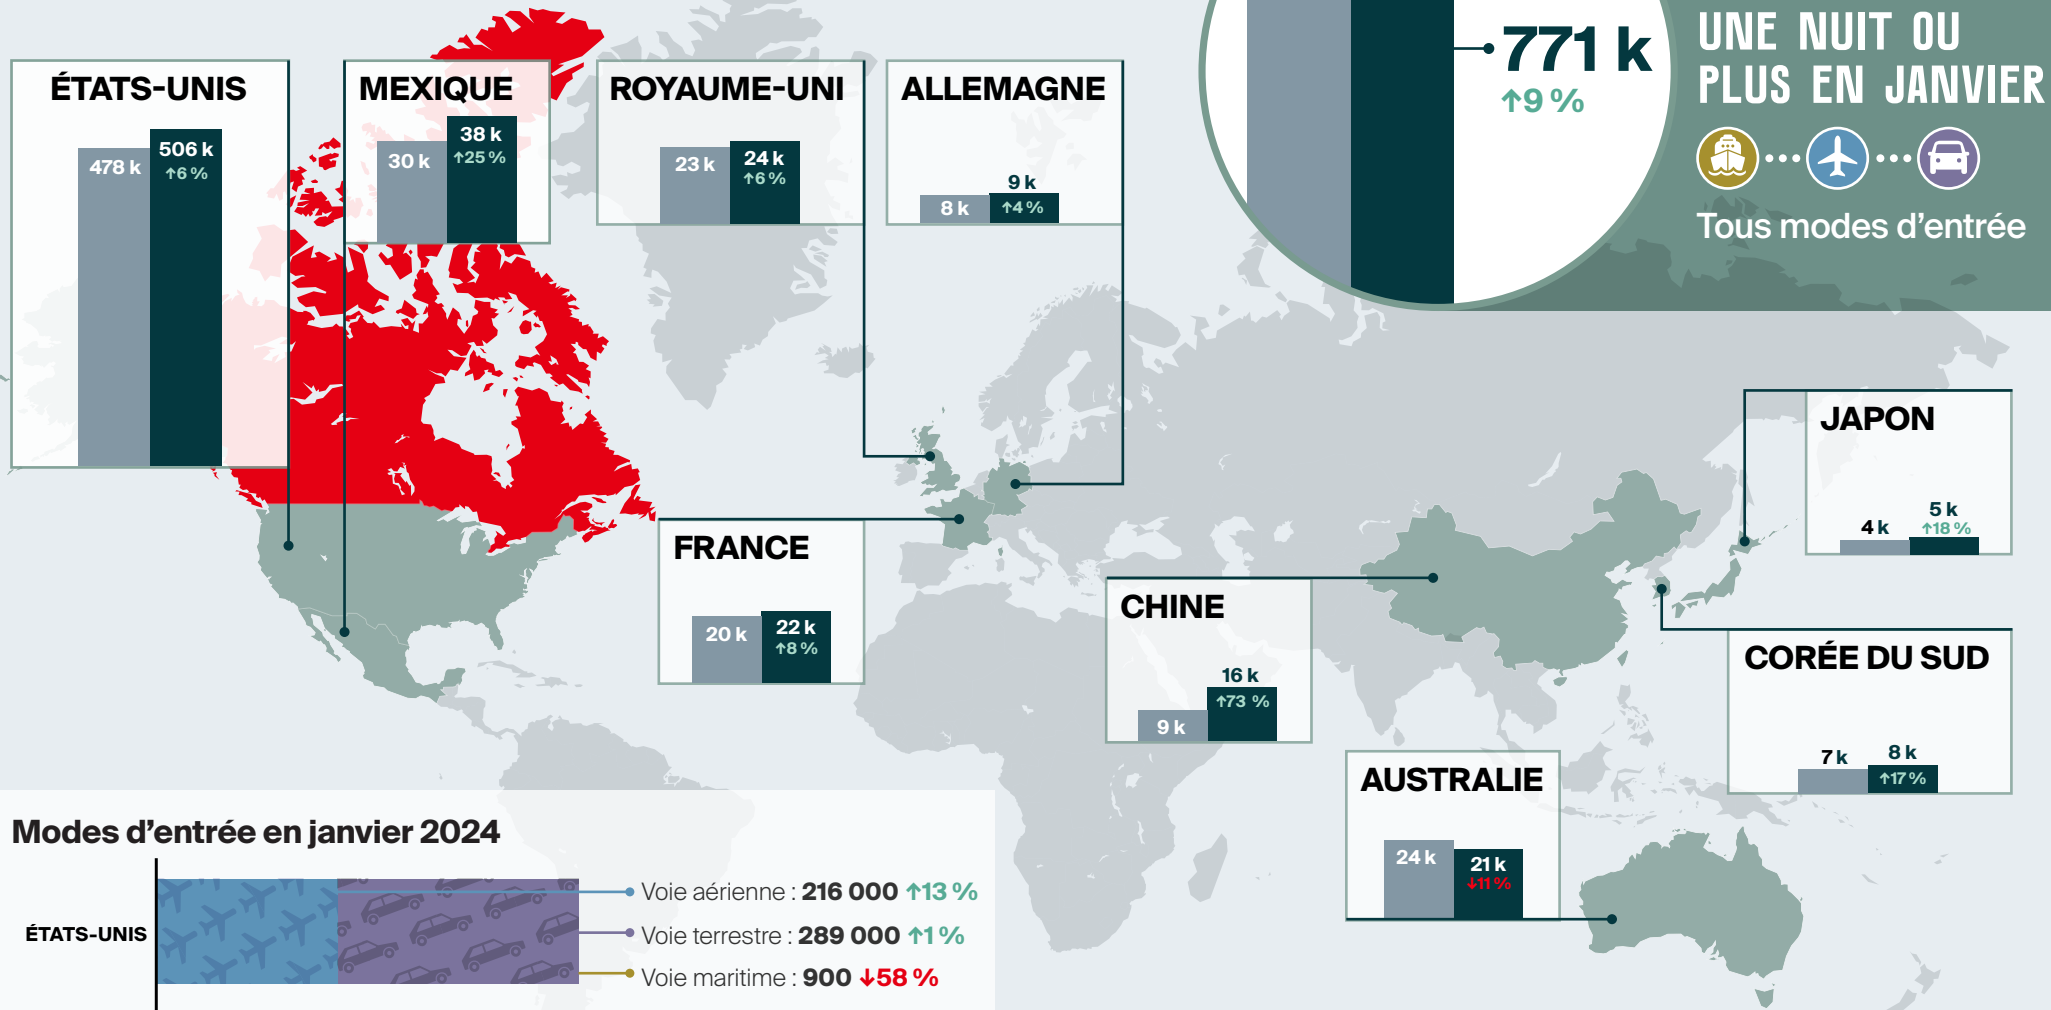 771 k
↑9 %
UNE NUIT OU
PLUS EN JANVIER
Tous modes d'entrée
ÉTATS-UNIS
478 k
506 k
↑6 %
MEXIQUE
30 k
38 k
↑25 %
ROYAUME-UNI
23 k
24 k
↑6 %
ALLEMAGNE
8 k
9 k
↑4 %
JAPON
4 k
5 k
↑18 %
FRANCE
20 k
22 k
↑8 %
CHINE
9 k
16 k
↑73 %
CORÉE DU SUD
7 k
8 k
↑17 %
AUSTRALIE
24 k
21 k
↓11 %
Modes d'entrée en janvier 2024
ÉTATS-UNIS
Voie aérienne : 216 000 ↑13 %
Voie terrestre : 289 000 ↑1 %
Voie maritime : 900 ↓58 %